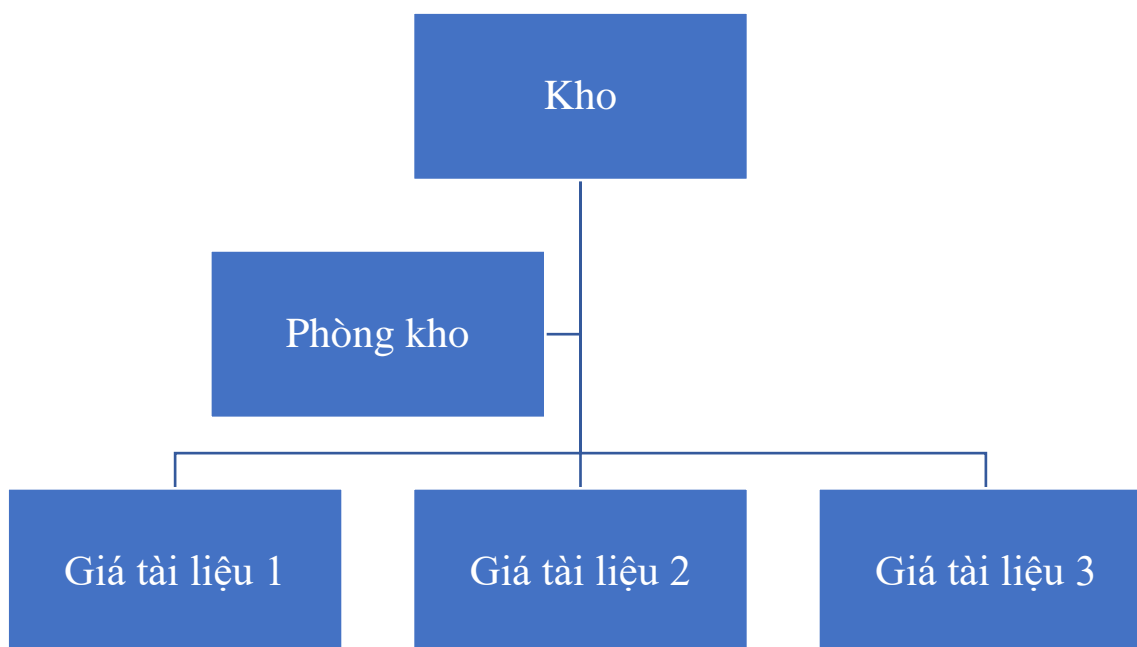 Kho
Phòng kho
Giá tài liệu 1
Giá tài liệu 2
Giá tài liệu 3